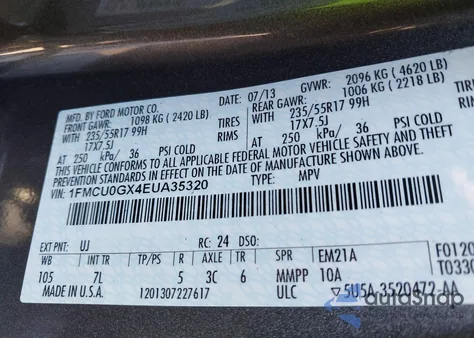 MFD. BY FORD MOTOR CO. 07/13 GVWR: 2096 KG ( 4620 LB)
FRONT GAWR: 1098 KG ( 2420 LB) REAR GAWR: 1006 KG ( 2218 LB)
235/55R17 99H TIRES 235/55R17 99H TIRES
17X7.5J RIMS 17X7.5J RIMS
AT 250 kPa/ 36 PSI COLD AT 250 kPa/ 36 PSI COLD
THIS VEHICLE CONFORMS TO ALL APPLICABLE FEDERAL MOTOR VEHICLE SAFETY AND THEFT
PREVENTION STANDARDS IN EFFECT ON THE DATE OF MANUFACTURE SHOWN ABOVE.
1FMCU0GX4EUA35320 TYPE: MPV
EXT PNT: UJ RC: 24 DSO:
WB INT TR TP/PS R AXLE TR SPR EM21A F0120
105 7L 5 3C 6 MMPP 10A T0330
MADE IN U.S.A. 1201307227617 ULC ▽5U5A-3520472-AA
autoSnap